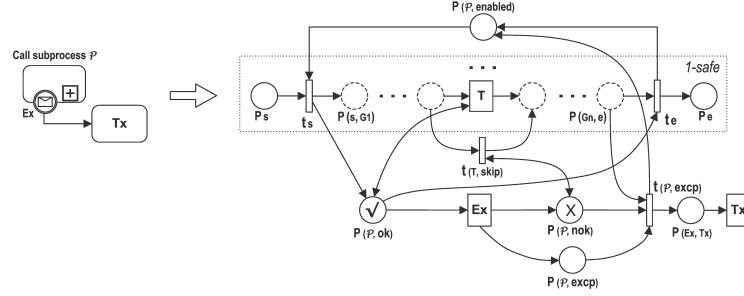 P (𝒫, enabled)
Call subprocess 𝒫
Ex
Tx
1-safe
. . .
P s
t s
P (s, G1)
. . .
T
. . .
P (Gn, e)
t e
P e
t (T, skip)
t (𝒫, excp)
√
P (𝒫, ok)
Ex
X
P (𝒫, nok)
P (Ex, Tx)
Tx
P (𝒫, excp)